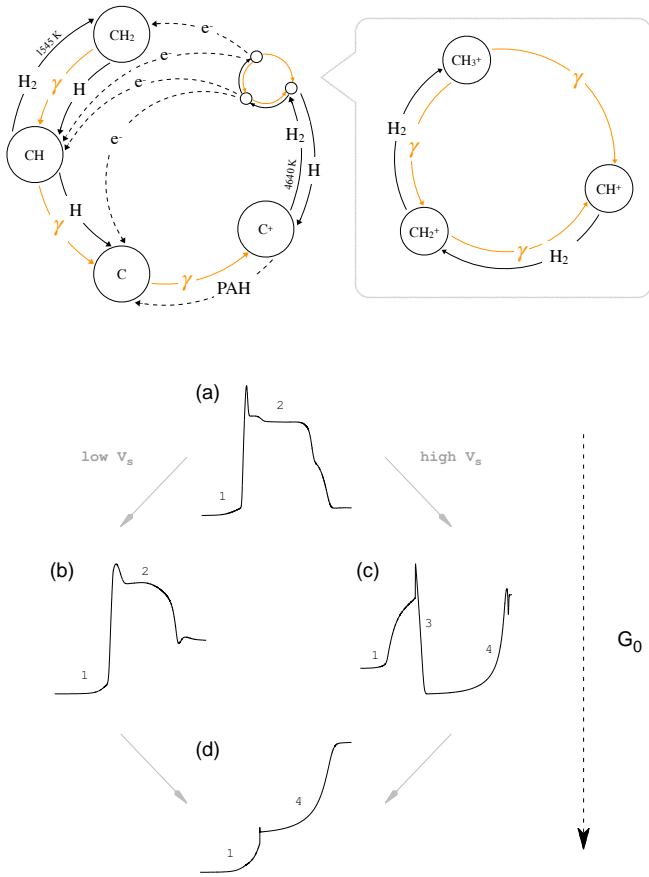 CH₂
1545 K
H₂
γ
H
e⁻
e⁻
e⁻
e⁻
CH
γ
H
C
γ
C⁺
PAH
H₂
H
4640 K
CH₃⁺
γ
H₂
γ
CH⁺
CH₂⁺
γ
H₂
(a)
1
2
low Vₛ
high Vₛ
(b)
1
2
(c)
1
3
4
G₀
(d)
1
4